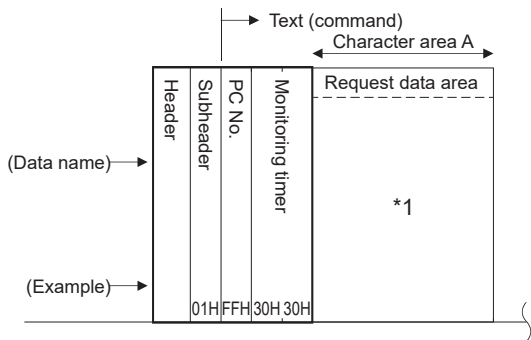 Text (command)
Character area A
Header
Subheader
PC No.
Monitoring timer
Request data area
(Data name)
*1
(Example)
01H FFH 30H 30H